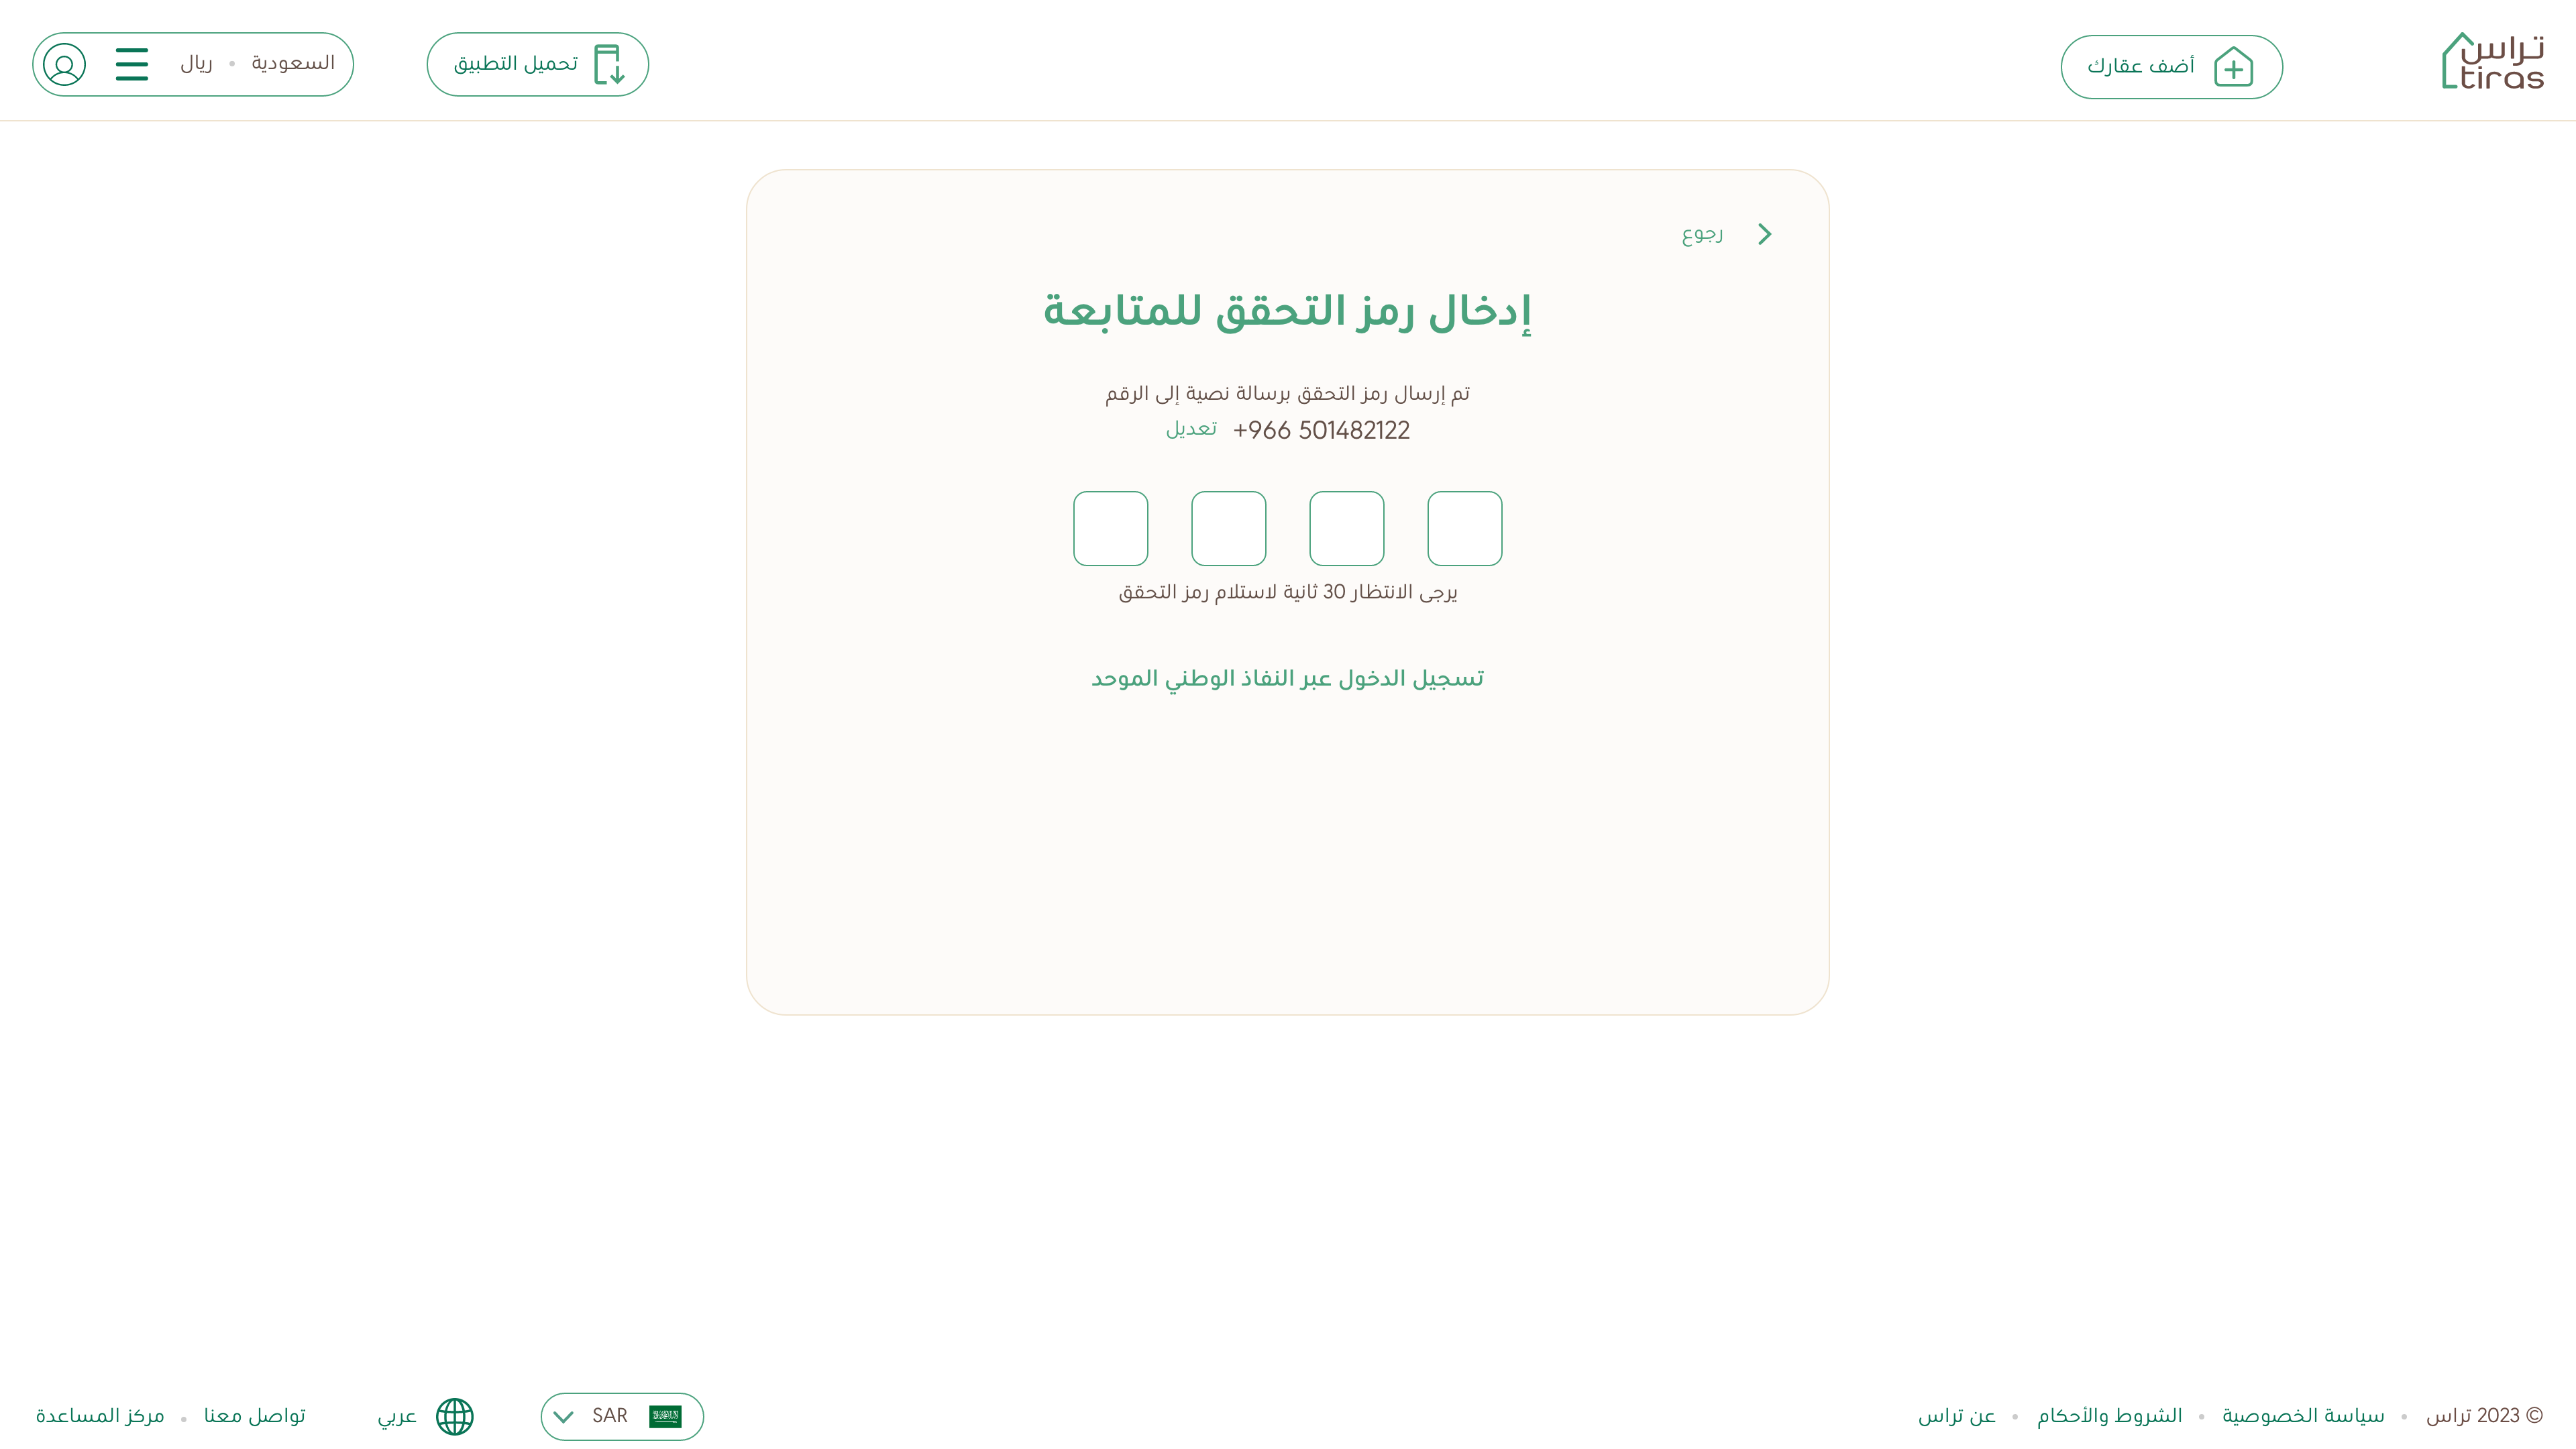 تراس
tiras
أضف عقارك
تحميل التطبيق
السعودية • ريال
رجوع
إدخال رمز التحقق للمتابعة
تم إرسال رمز التحقق برسالة نصية إلى الرقم
+966 501482122 تعديل
يرجى الانتظار 30 ثانية لاستلام رمز التحقق
تسجيل الدخول عبر النفاذ الوطني الموحد
© 2023 تراس • سياسة الخصوصية • الشروط والأحكام • عن تراس
SAR
عربي
تواصل معنا • مركز المساعدة